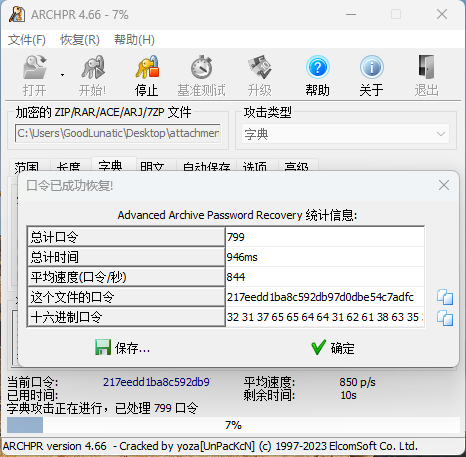 ARCHPR 4.66 - 7%
文件(F) 恢复(R) 帮助(H)
打开 开始! 停止 基准测试 升级 帮助 关于 退出
加密的 ZIP/RAR/ACE/ARJ/7ZP 文件
攻击类型
C:\Users\GoodLunatic\Desktop\attachmer
字典
范围 长度 字典 明文 自动保存 选项 高级
口令已成功恢复!
Advanced Archive Password Recovery 统计信息:
总计口令 799
总计时间 946ms
平均速度(口令/秒) 844
这个文件的口令 217eedd1ba8c592db97d0dbe54c7adfc
十六进制口令 32 31 37 65 65 64 64 31 62 61 38 63 35
保存... 确定
当前口令: 217eedd1ba8c592db9 平均速度: 850 p/s
已用时间: 剩余时间: 10s
字典攻击正在进行，已处理 799 口令
7%
ARCHPR version 4.66 - Cracked by yoza[UnPacKcN] (c) 1997-2023 ElcomSoft Co. Ltd.